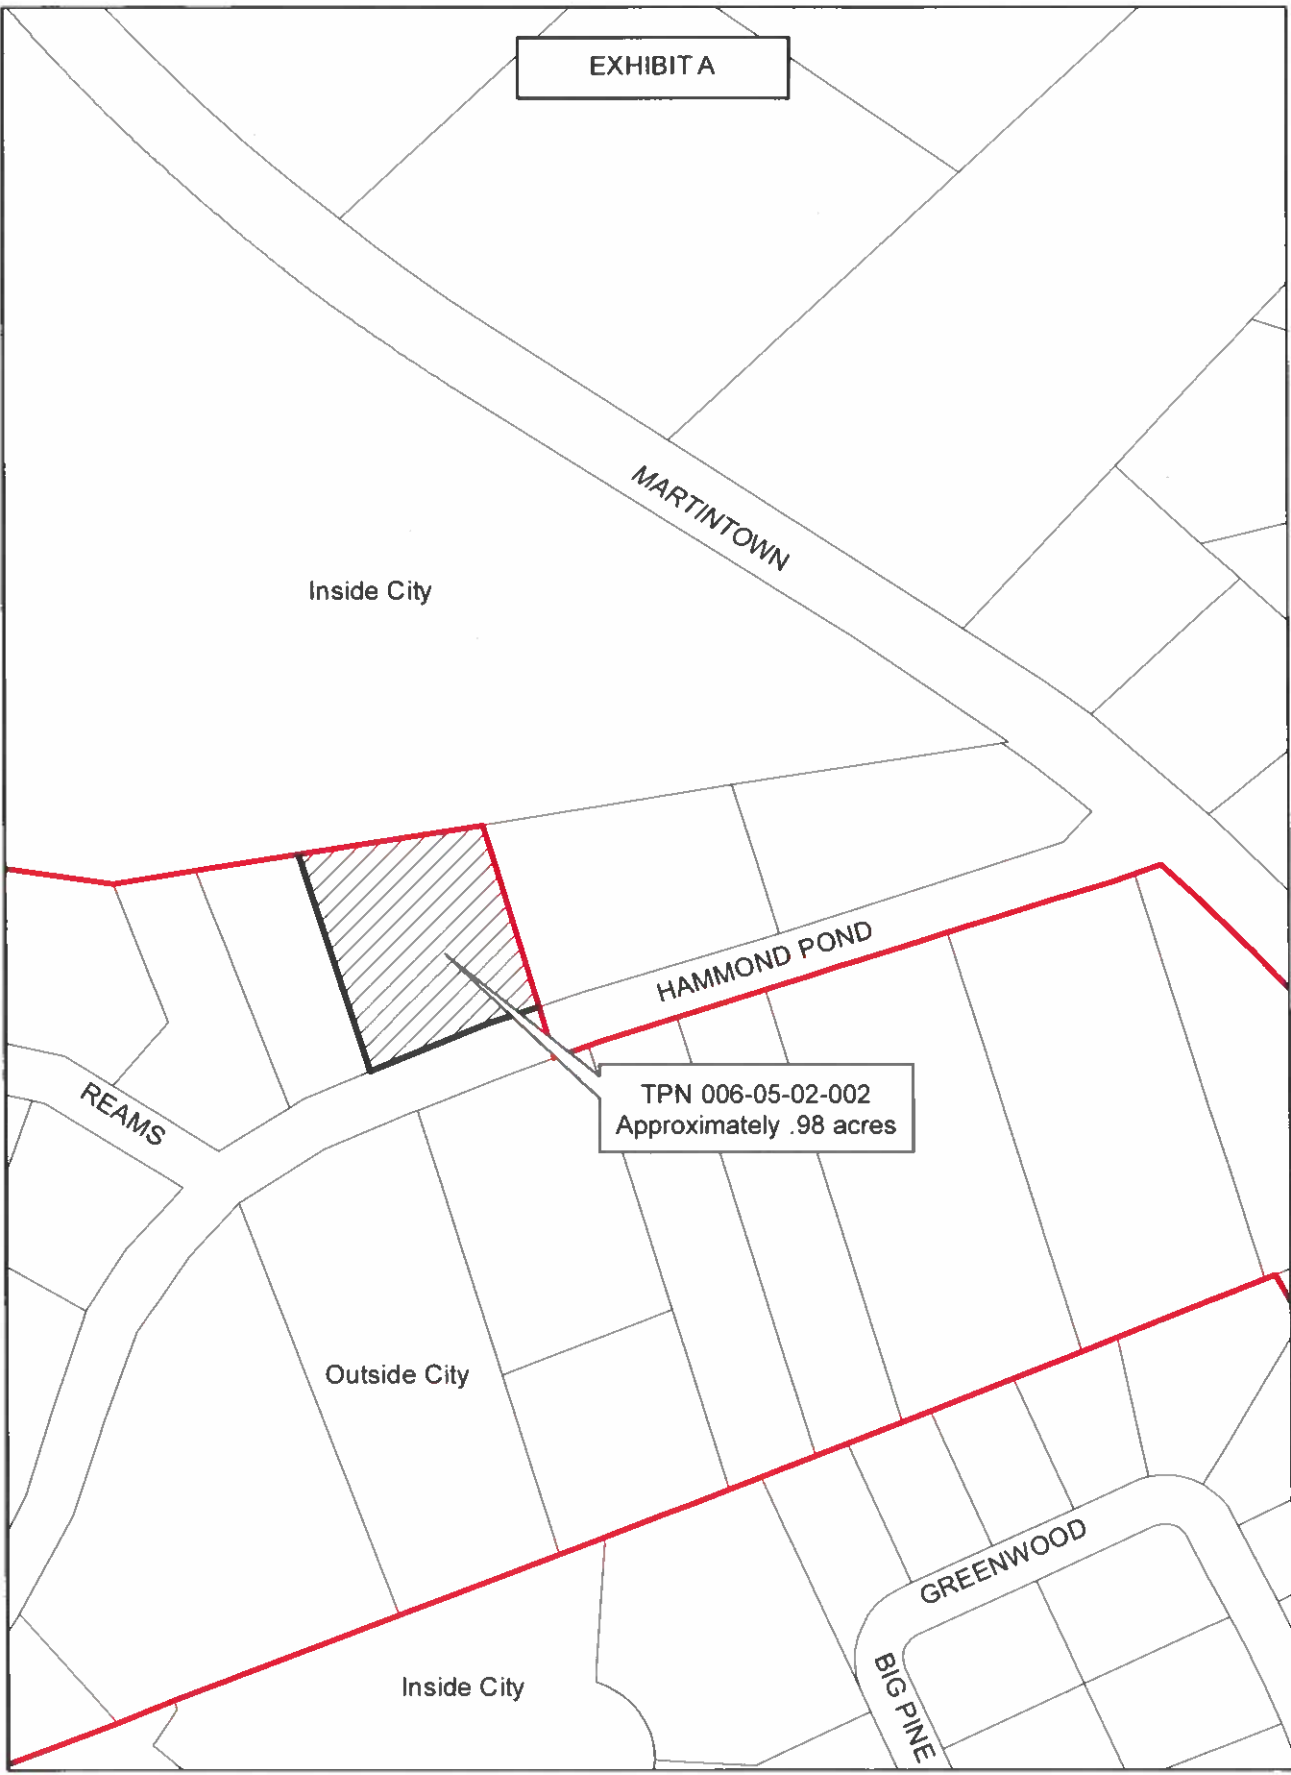 EXHIBIT A
MARTINTOWN
Inside City
HAMMOND POND
TPN 006-05-02-002
Approximately .98 acres
REAMS
Outside City
GREENWOOD
Inside City
BIG PINE